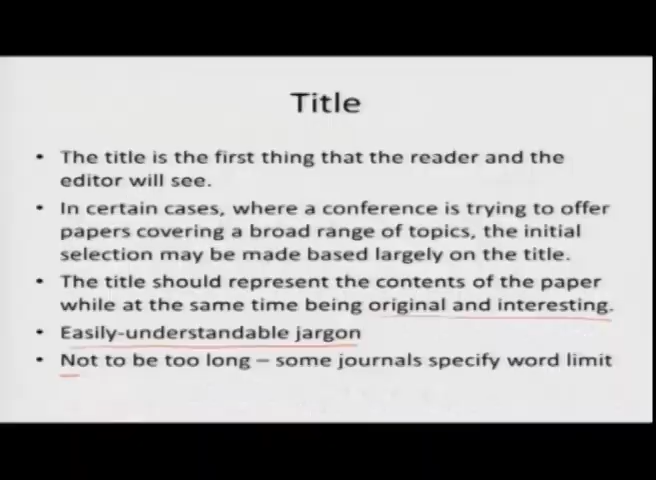 Title
• The title is the first thing that the reader and the
editor will see.
• In certain cases, where a conference is trying to offer
papers covering a broad range of topics, the initial
selection may be made based largely on the title.
• The title should represent the contents of the paper
while at the same time being original and interesting.
• Easily-understandable jargon
• Not to be too long – some journals specify word limit